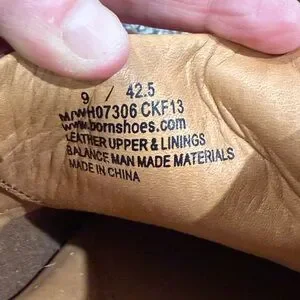 9 / 42.5
M/WH07306 CKF13
www.bornshoes.com
LEATHER UPPER & LININGS
BALANCE MAN MADE MATERIALS
MADE IN CHINA